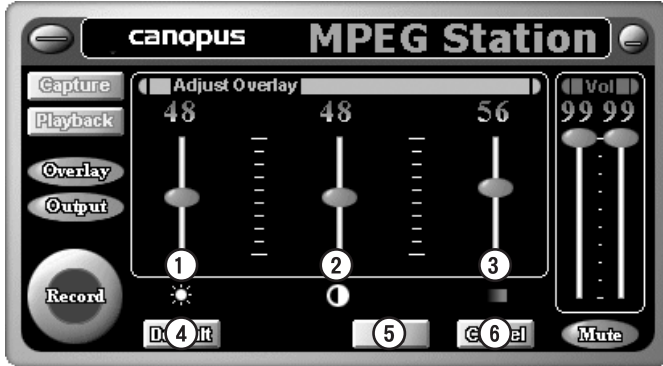 canopus MPEG Station
Capture
Playback
Overlay
Output
Record
Adjust Overlay
48 48 56
Vol
99 99
1 2 3
4 5 6
Mute